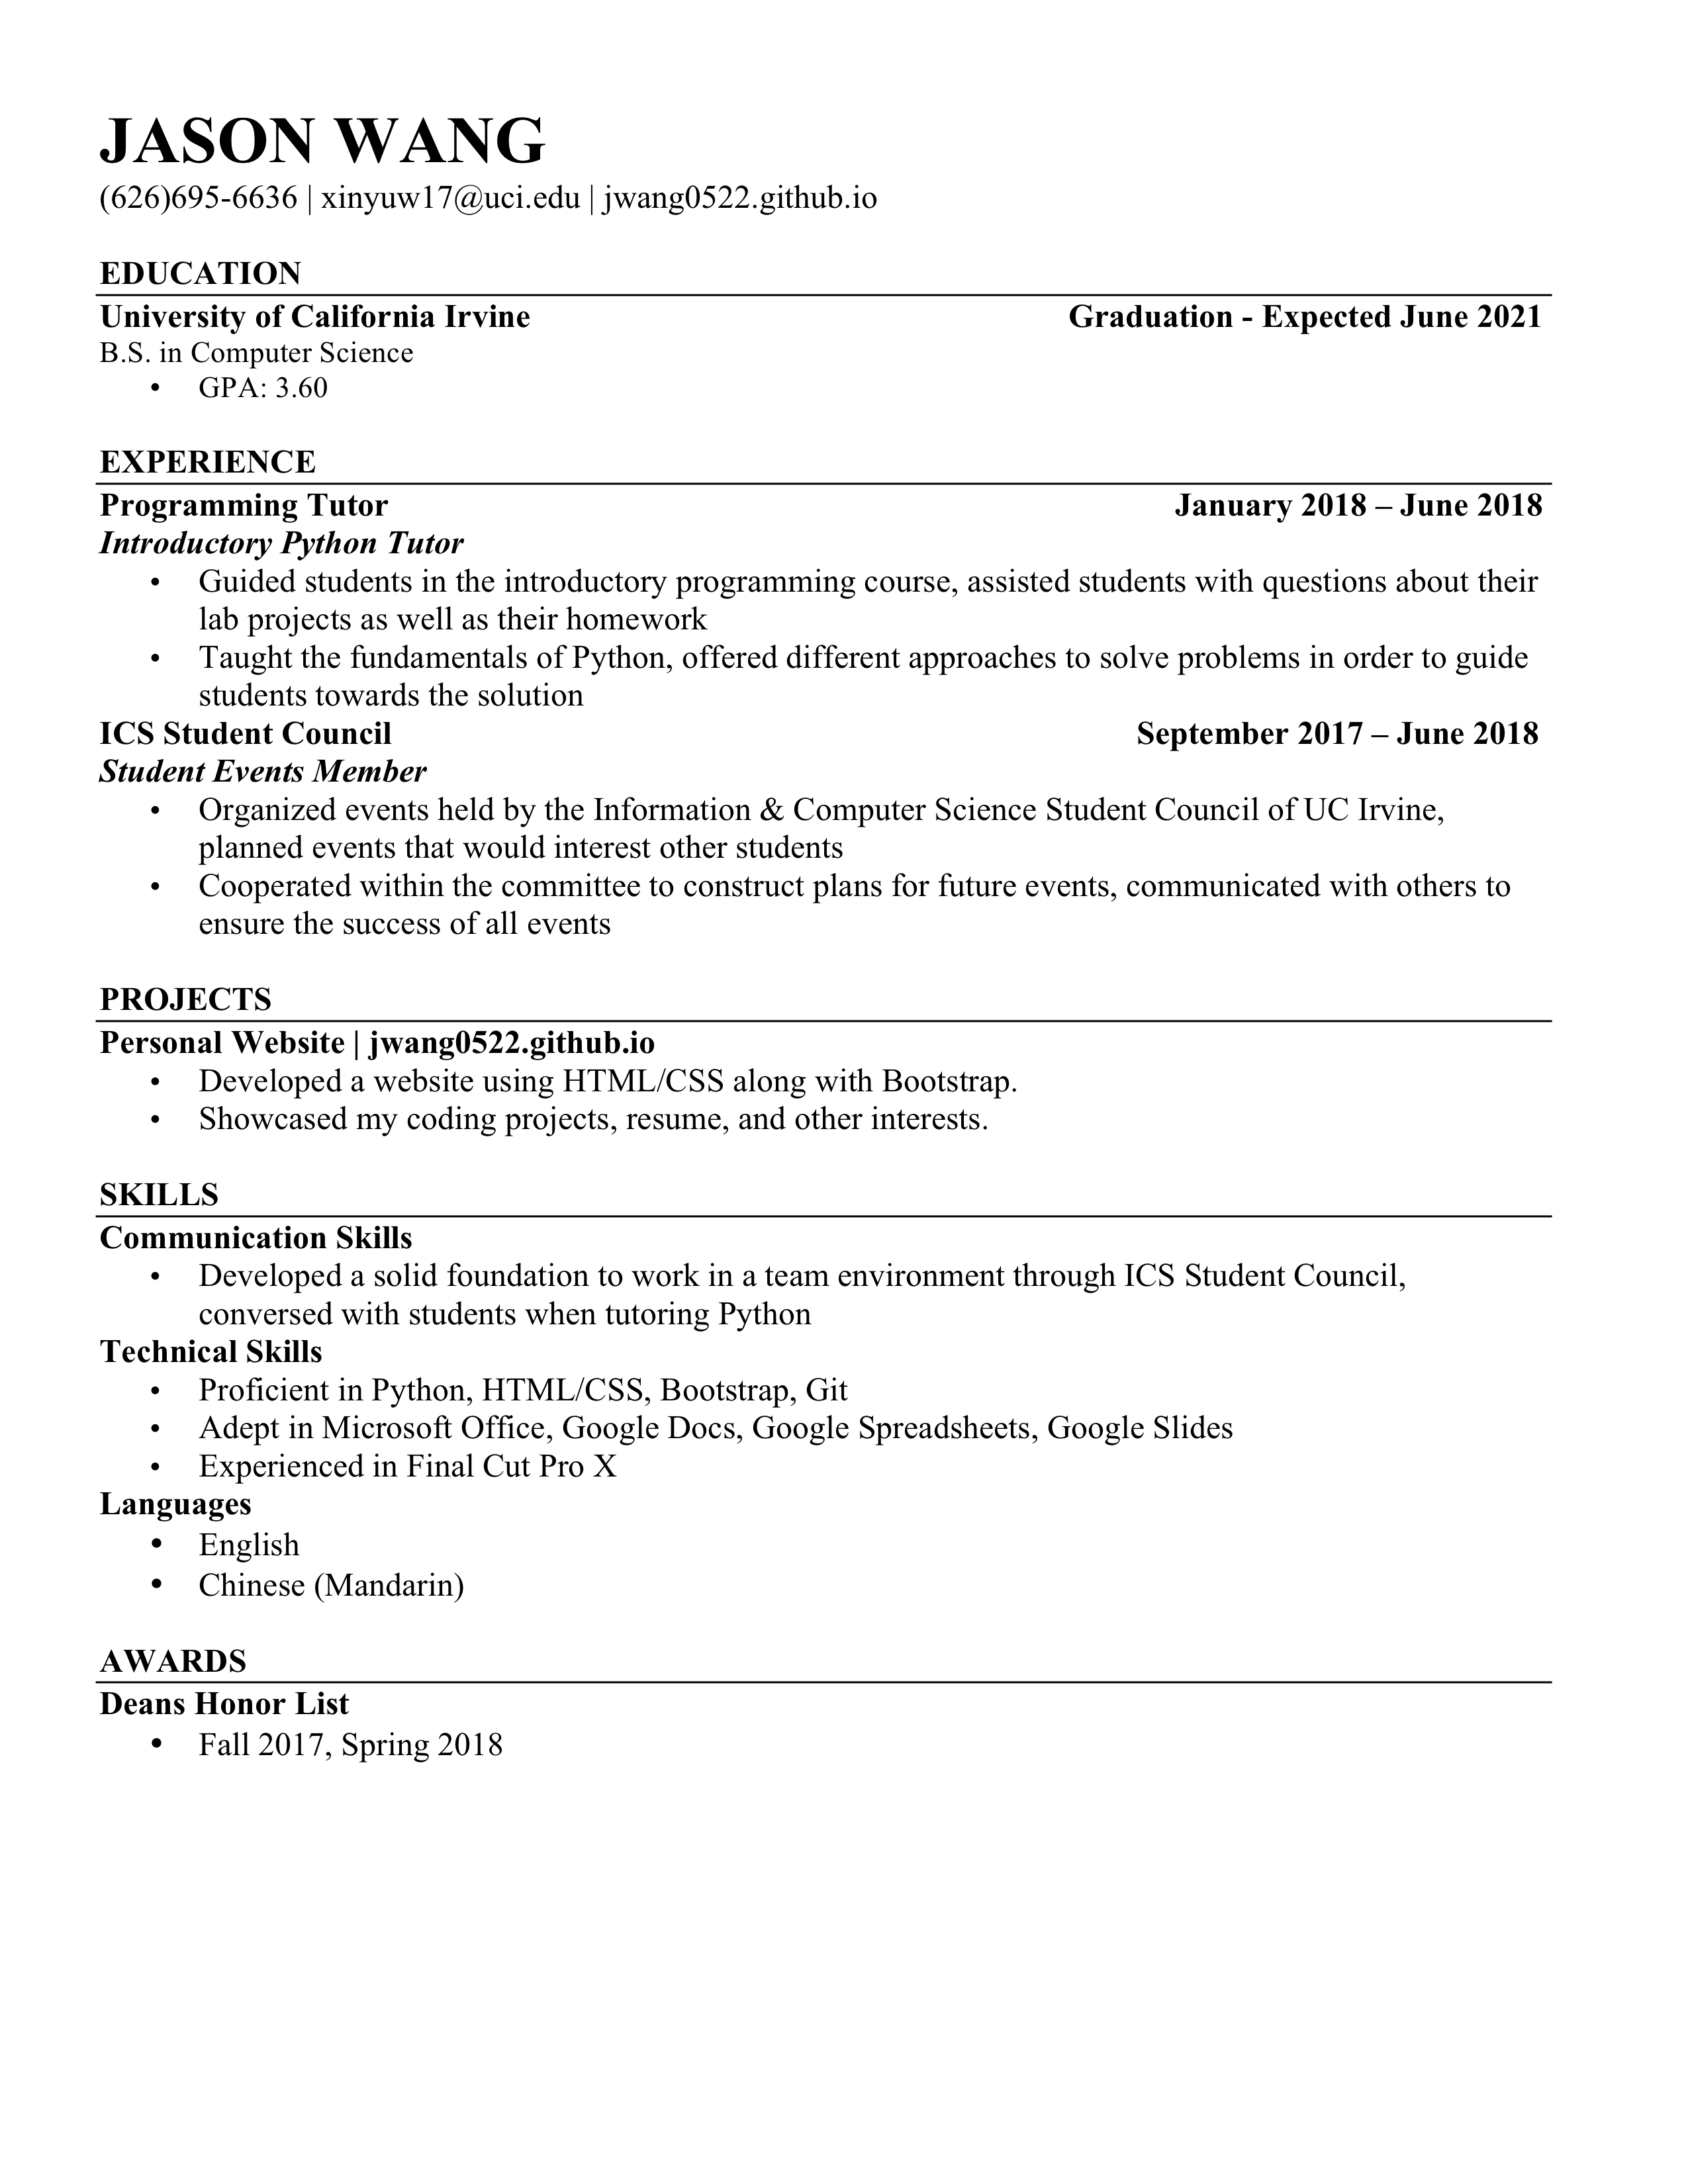 JASON WANG
(626)695-6636 | xinyuw17@uci.edu | jwang0522.github.io
EDUCATION
University of California Irvine Graduation - Expected June 2021
B.S. in Computer Science
• GPA: 3.60
EXPERIENCE
Programming Tutor January 2018 – June 2018
Introductory Python Tutor
• Guided students in the introductory programming course, assisted students with questions about their
lab projects as well as their homework
• Taught the fundamentals of Python, offered different approaches to solve problems in order to guide
students towards the solution
ICS Student Council September 2017 – June 2018
Student Events Member
• Organized events held by the Information & Computer Science Student Council of UC Irvine,
planned events that would interest other students
• Cooperated within the committee to construct plans for future events, communicated with others to
ensure the success of all events
PROJECTS
Personal Website | jwang0522.github.io
• Developed a website using HTML/CSS along with Bootstrap.
• Showcased my coding projects, resume, and other interests.
SKILLS
Communication Skills
• Developed a solid foundation to work in a team environment through ICS Student Council,
conversed with students when tutoring Python
Technical Skills
• Proficient in Python, HTML/CSS, Bootstrap, Git
• Adept in Microsoft Office, Google Docs, Google Spreadsheets, Google Slides
• Experienced in Final Cut Pro X
Languages
• English
• Chinese (Mandarin)
AWARDS
Deans Honor List
• Fall 2017, Spring 2018